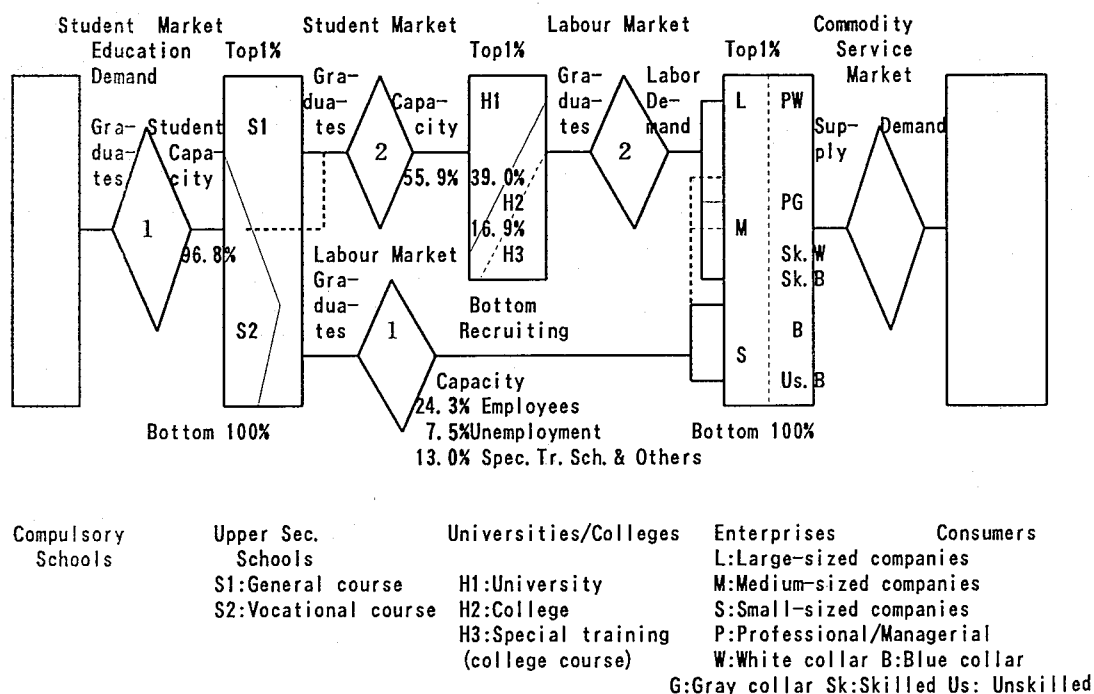 Student Market
Education
Demand
Top1%
Student Market
Top1%
Labour Market
Top1%
Commodity
Service
Market
Gra-
dua-
tes
Student
Capa-
city
1
96.8%
S1
S2
Gra-
dua-
tes
Capa-
city
2
55.9%
H1
39.0%
H2
16.9%
H3
Gra-
dua-
tes
Labor
De-
mand
2
L
M
S
PW
PG
Sk.W
Sk.B
B
Us.B
Sup-
ply
Demand
Labour Market
Gra-
dua-
tes
1
Bottom
Recruiting
Capacity
24.3% Employees
7.5%Unemployment
13.0% Spec. Tr. Sch. & Others
Bottom 100%
Bottom 100%
Compulsory
Schools
Upper Sec.
Schools
S1:General course
S2:Vocational course
Universities/Colleges
H1:University
H2:College
H3:Special training
(college course)
Enterprises
L:Large-sized companies
M:Medium-sized companies
S:Small-sized companies
P:Professional/Managerial
W:White collar B:Blue collar
G:Gray collar Sk:Skilled Us: Unskilled
Consumers